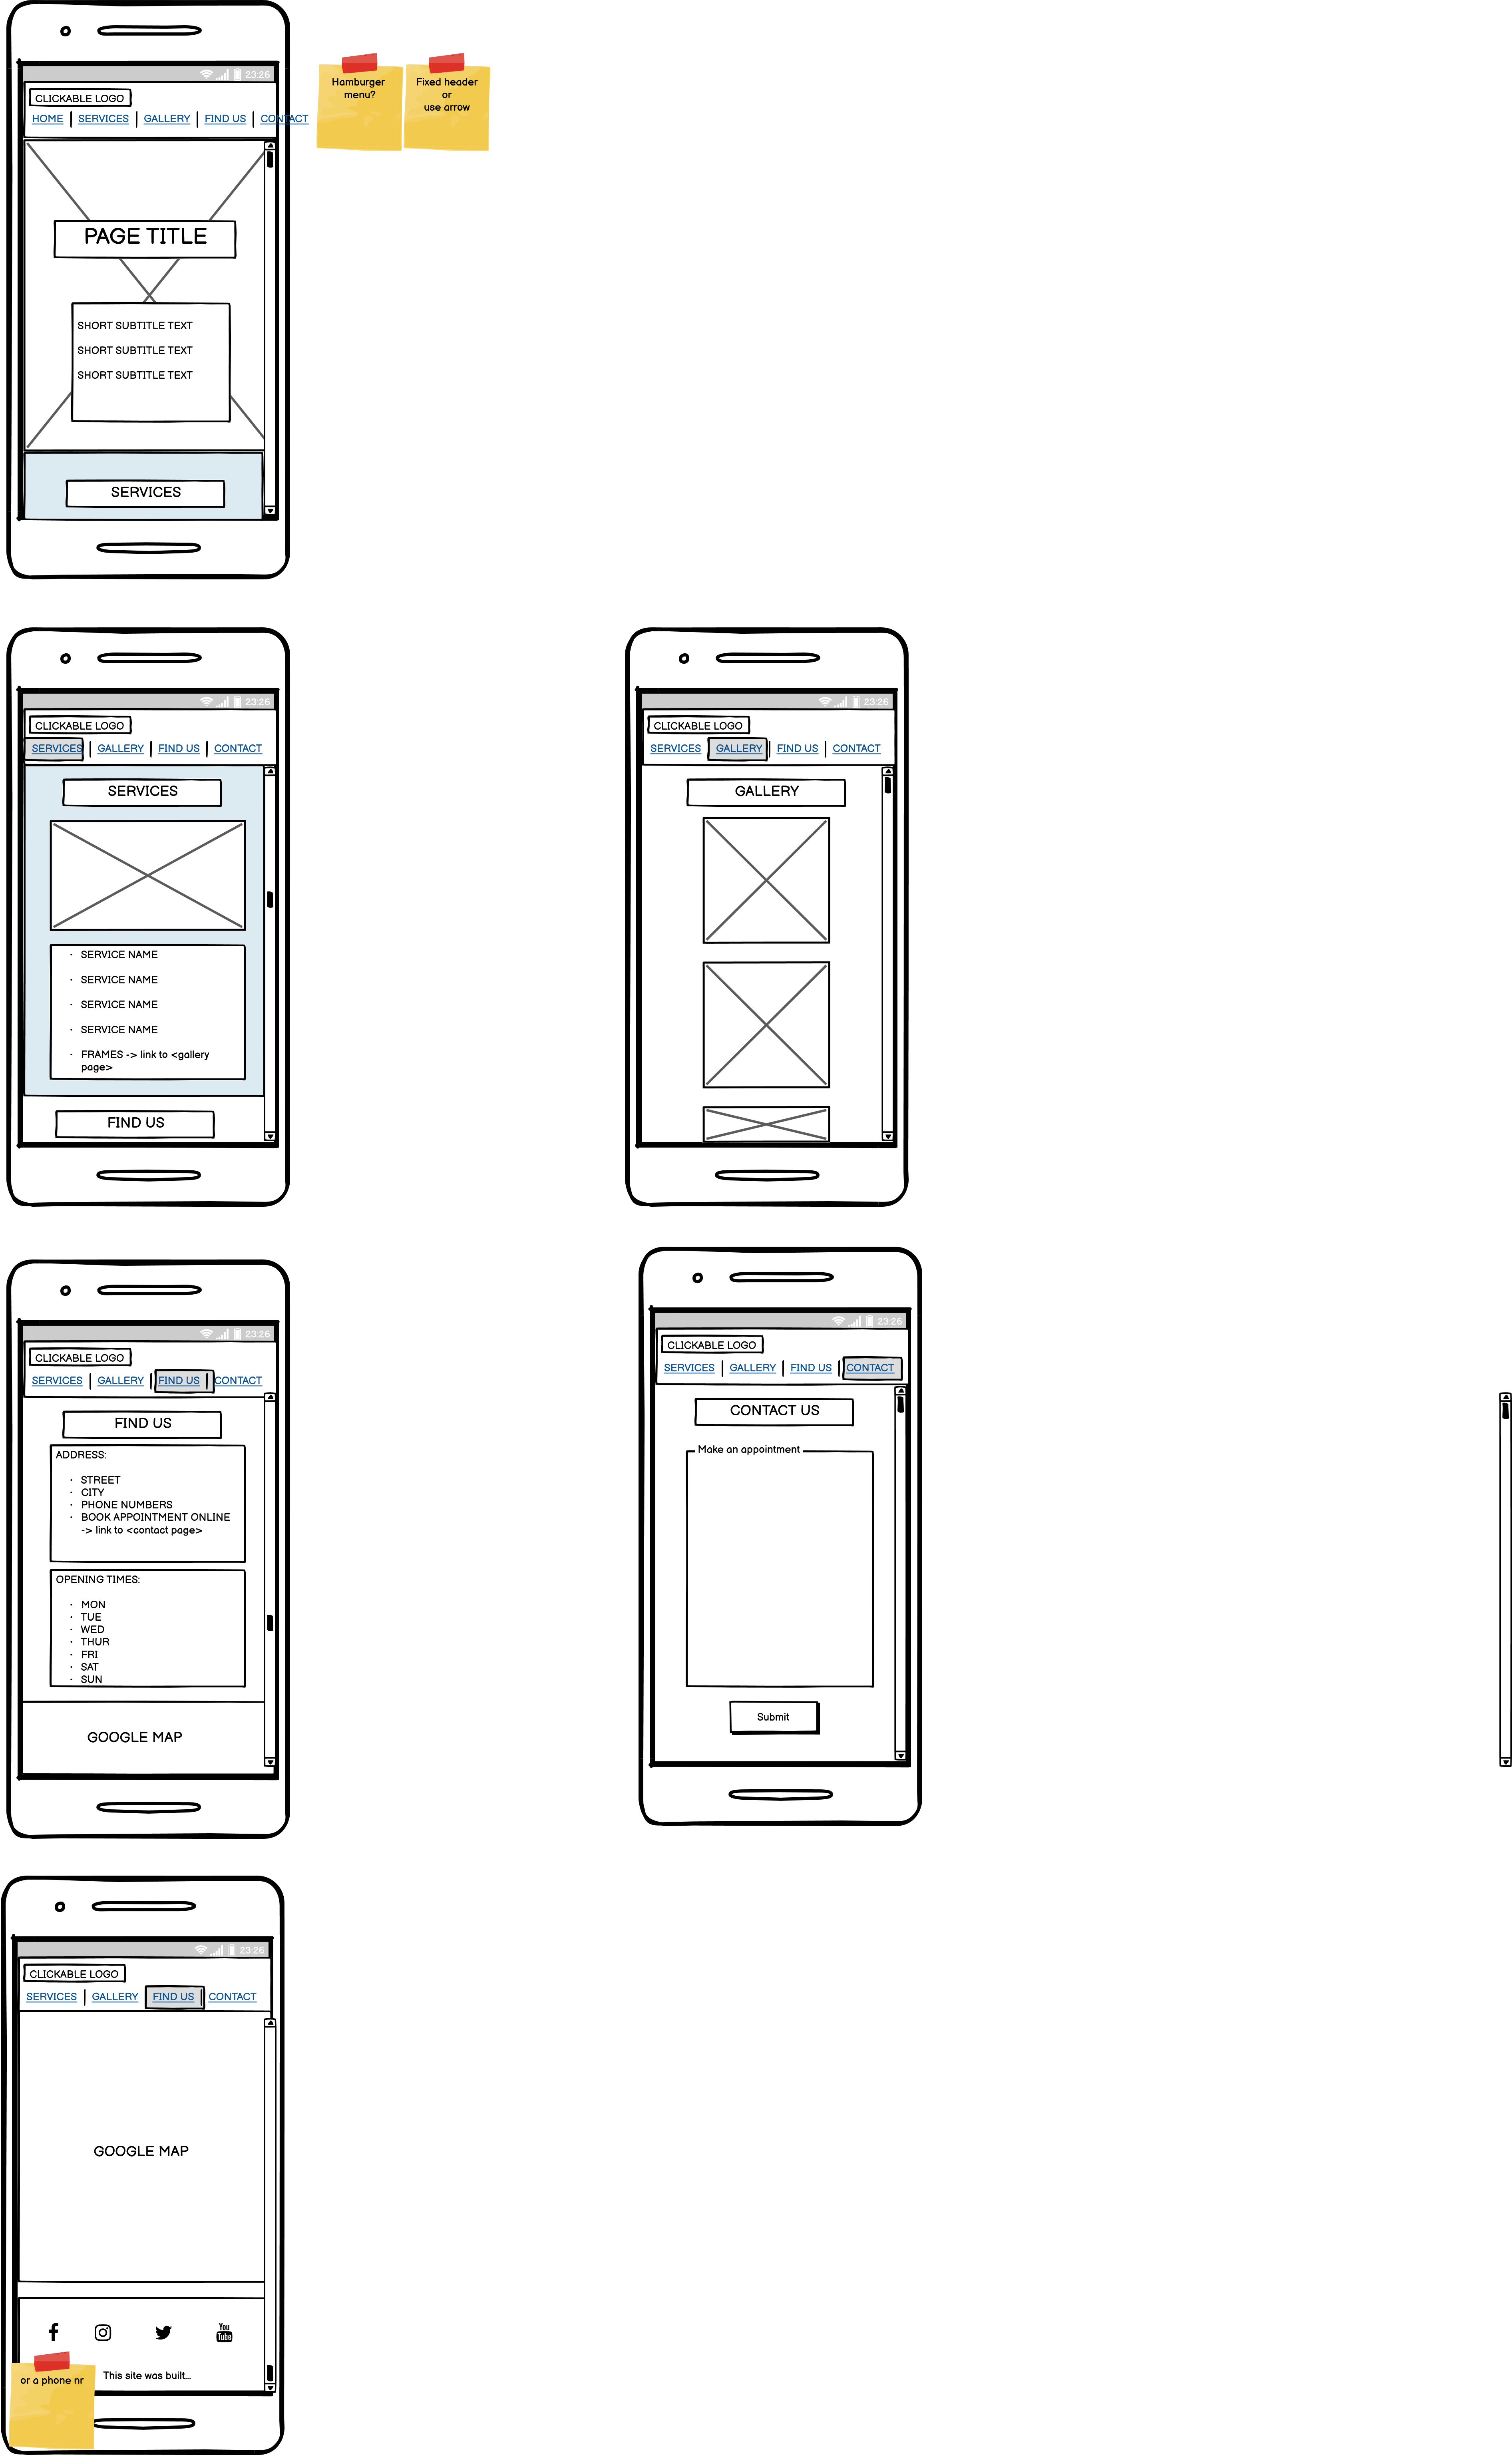 23:26
CLICKABLE LOGO
HOME | SERVICES | GALLERY | FIND US | CONTACT
Hamburger
menu?
Fixed header
or
use arrow
PAGE TITLE
SHORT SUBTITLE TEXT
SHORT SUBTITLE TEXT
SHORT SUBTITLE TEXT
SERVICES
23:26
CLICKABLE LOGO
SERVICES | GALLERY | FIND US | CONTACT
SERVICES
· SERVICE NAME
· SERVICE NAME
· SERVICE NAME
· SERVICE NAME
· FRAMES -> link to <gallery
page>
FIND US
23:26
CLICKABLE LOGO
SERVICES GALLERY | FIND US | CONTACT
GALLERY
23:26
CLICKABLE LOGO
SERVICES | GALLERY | FIND US | CONTACT
FIND US
ADDRESS:
· STREET
· CITY
· PHONE NUMBERS
· BOOK APPOINTMENT ONLINE
-> link to <contact page>
OPENING TIMES:
· MON
· TUE
· WED
· THUR
· FRI
· SAT
· SUN
GOOGLE MAP
23:26
CLICKABLE LOGO
SERVICES | GALLERY | FIND US | CONTACT
CONTACT US
Make an appointment
Submit
23:26
CLICKABLE LOGO
SERVICES | GALLERY FIND US | CONTACT
GOOGLE MAP
You
Tube
This site was built...
or a phone nr